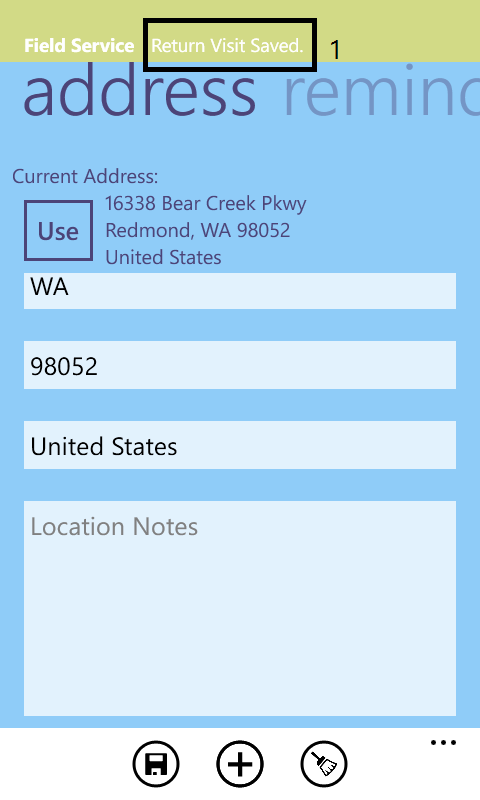 Field Service Return Visit Saved. 1
address remind
Current Address:
Use
16338 Bear Creek Pkwy
Redmond, WA 98052
United States
WA
98052
United States
Location Notes